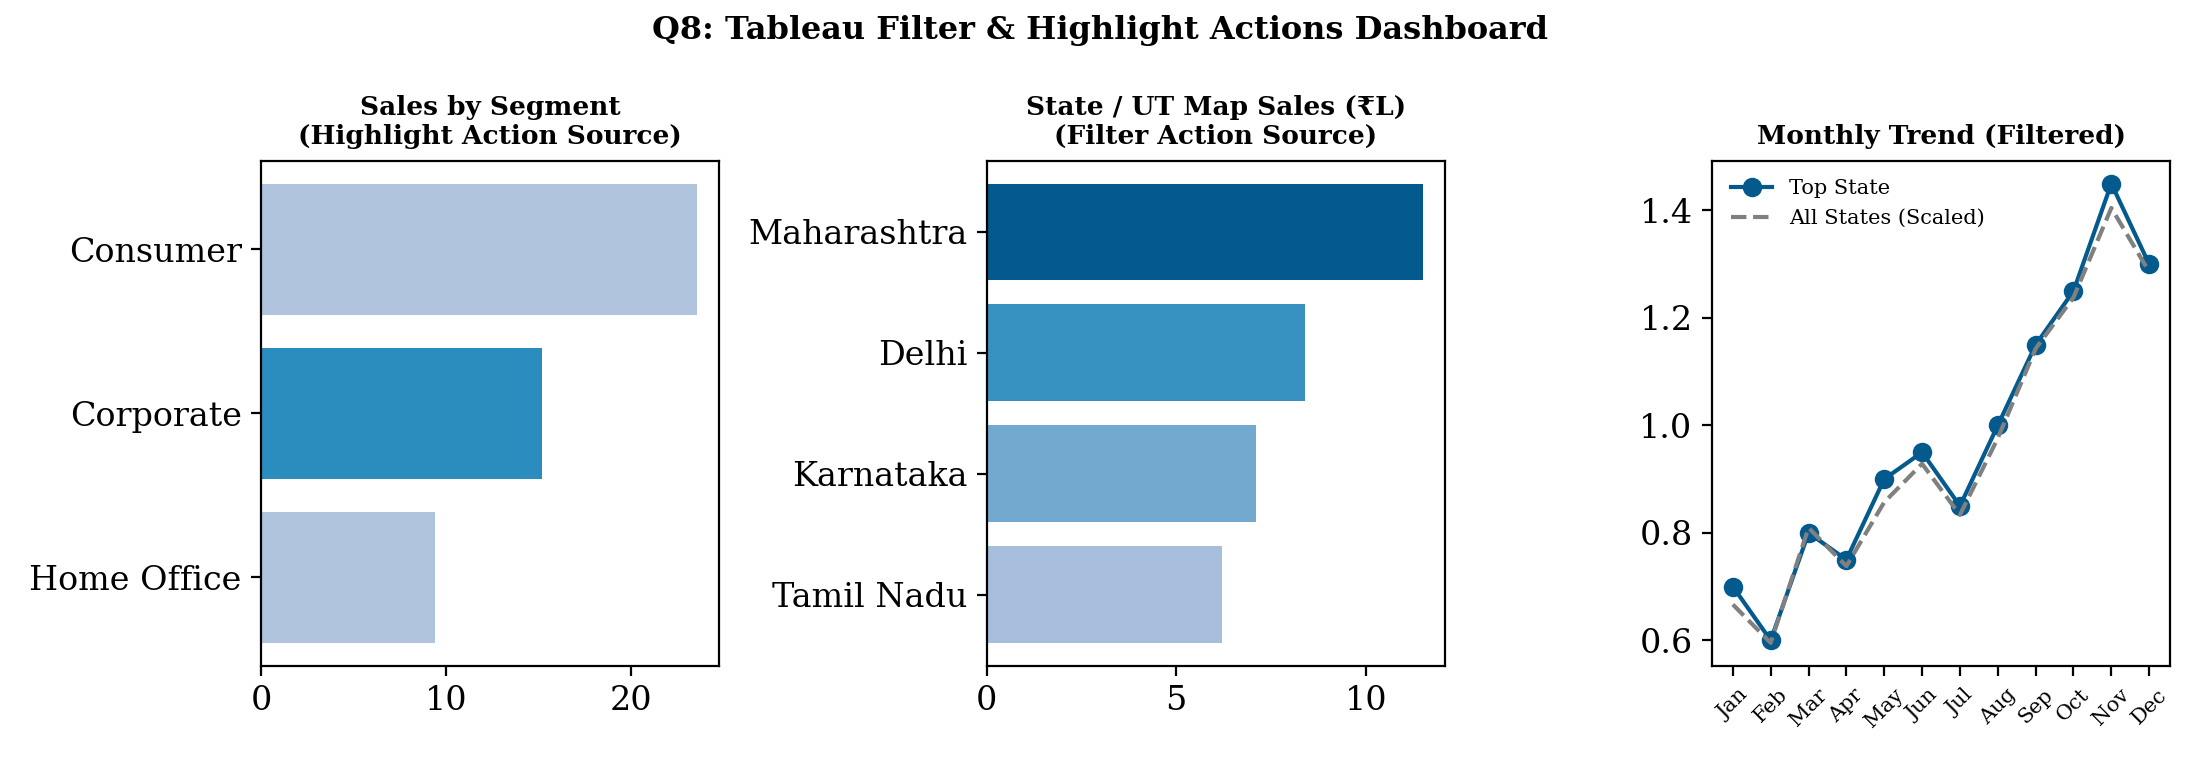 Q8: Tableau Filter & Highlight Actions Dashboard
Sales by Segment
(Highlight Action Source)
Consumer
Corporate
Home Office
0 10 20
State / UT Map Sales (₹L)
(Filter Action Source)
Maharashtra
Delhi
Karnataka
Tamil Nadu
0 5 10
Monthly Trend (Filtered)
Top State
All States (Scaled)
1.4
1.2
1.0
0.8
0.6
Jan Feb Mar Apr May Jun Jul Aug Sep Oct Nov Dec